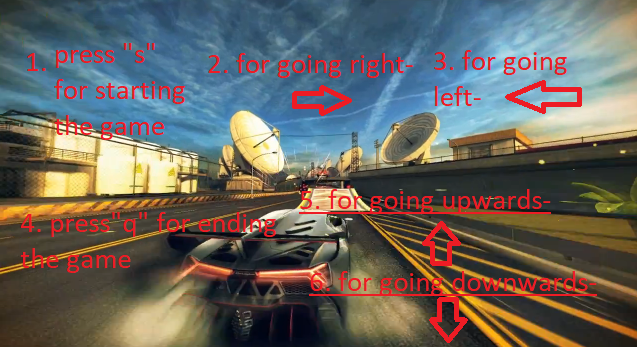 1. press "s"
for starting
the game
2. for going right-
3. for going
left-
4. press"q" for ending
the game
5. for going upwards-
6. for going downwards-